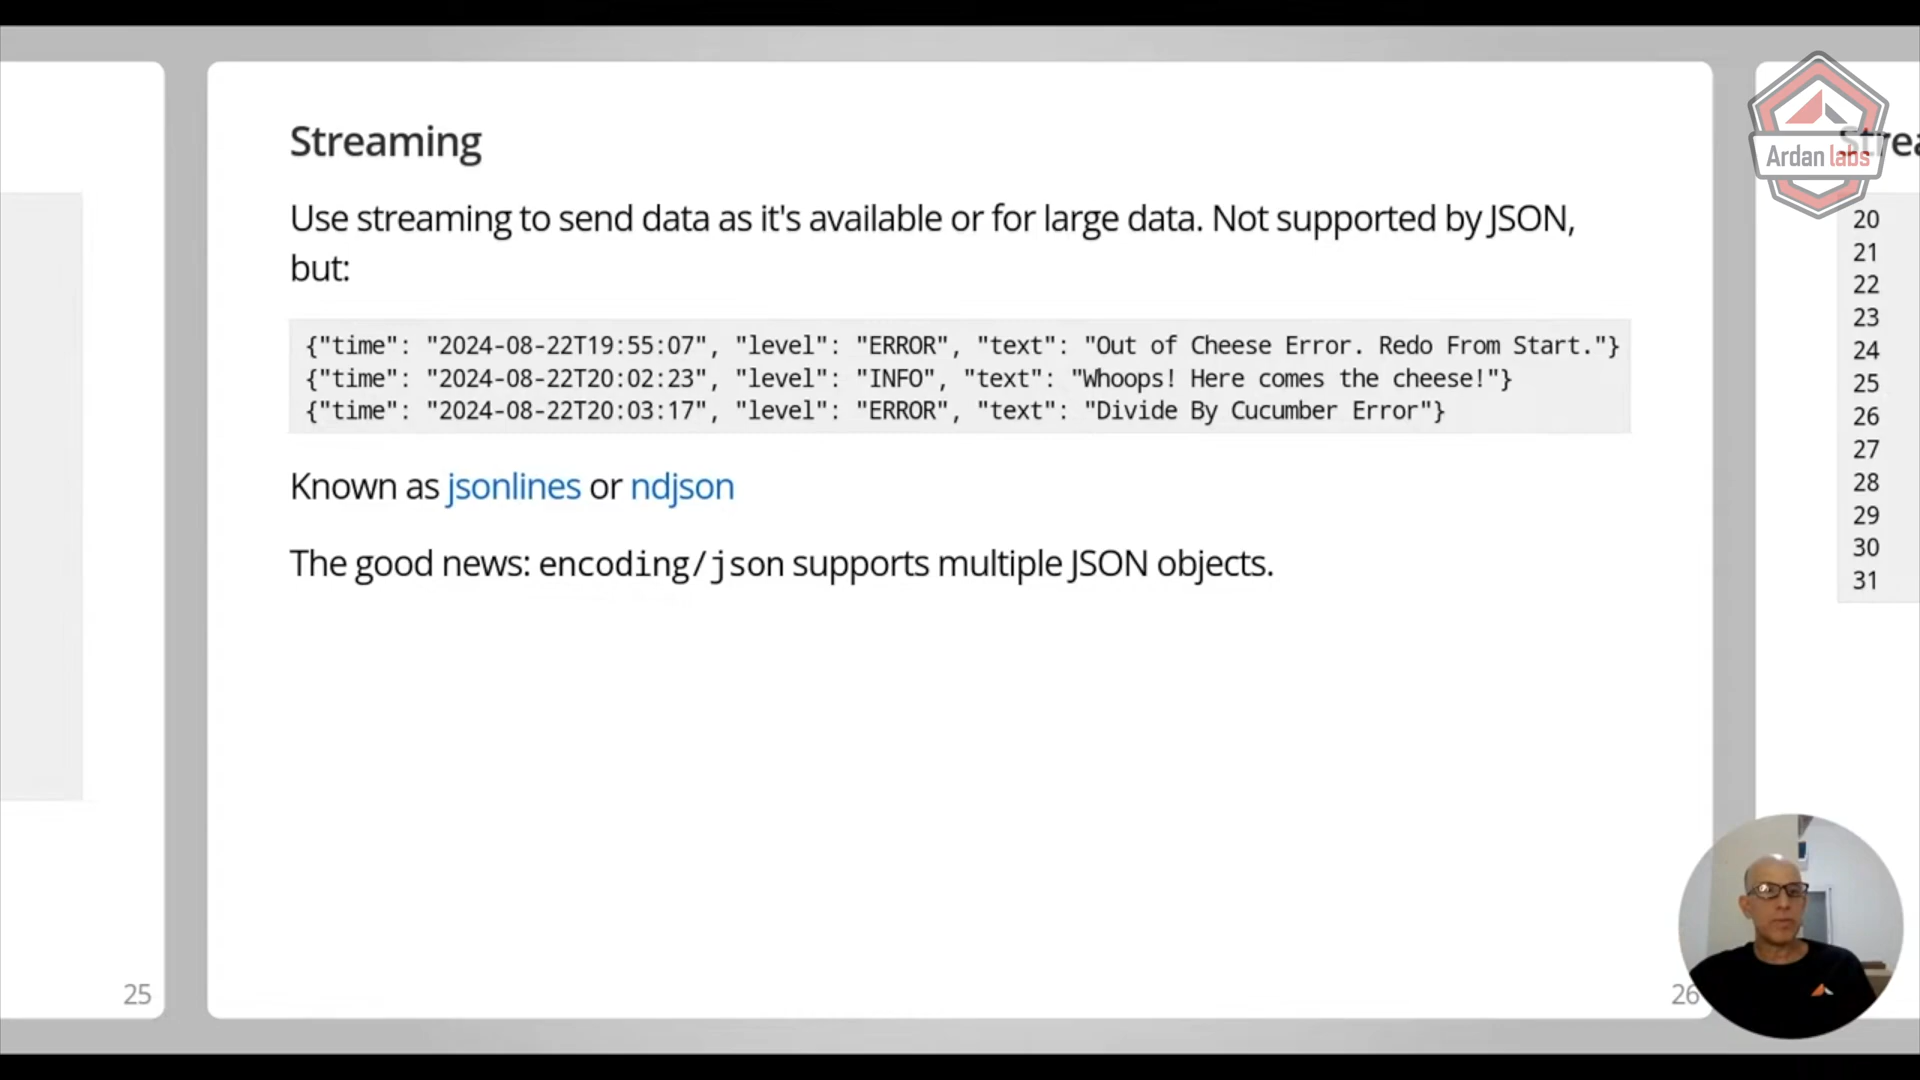 Streaming
Use streaming to send data as it's available or for large data. Not supported by JSON,
but:
{"time": "2024-08-22T19:55:07", "level": "ERROR", "text": "Out of Cheese Error. Redo From Start."}
{"time": "2024-08-22T20:02:23", "level": "INFO", "text": "Whoops! Here comes the cheese!"}
{"time": "2024-08-22T20:03:17", "level": "ERROR", "text": "Divide By Cucumber Error"}
Known as jsonlines or ndjson
The good news: encoding/json supports multiple JSON objects.
25
26
Ardan labs
Strea
20
21
22
23
24
25
26
27
28
29
30
31